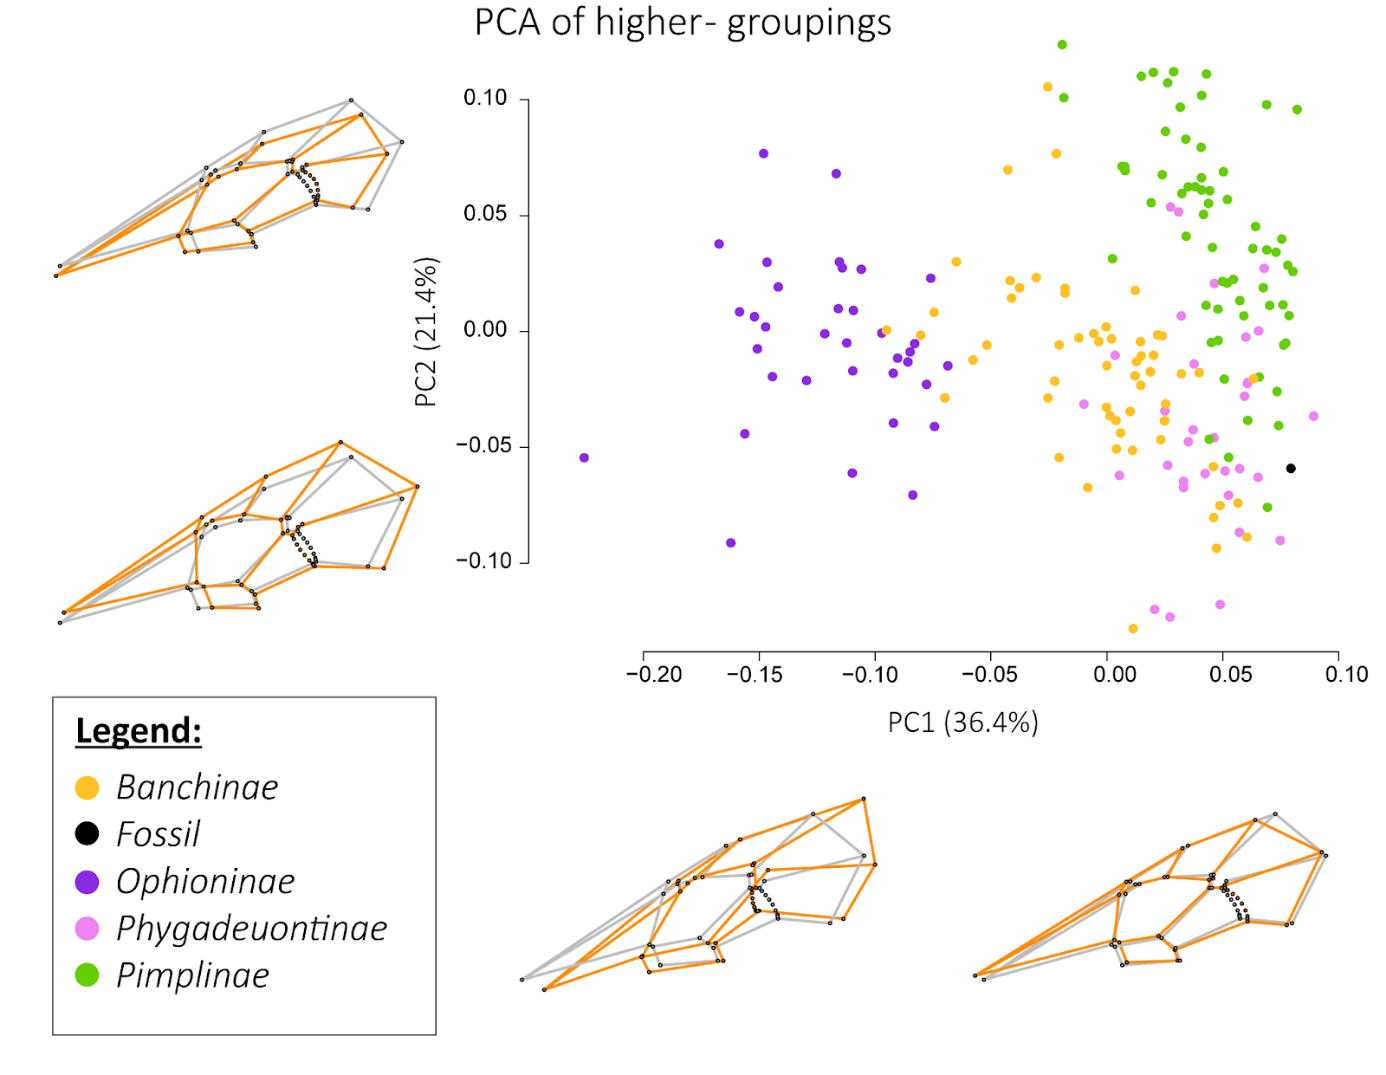 PCA of higher- groupings
0.10
0.05
0.00
−0.05
−0.10
PC2 (21.4%)
−0.20 −0.15 −0.10 −0.05 0.00 0.05 0.10
PC1 (36.4%)
Legend:
Banchinae
Fossil
Ophioninae
Phygadeuontinae
Pimplinae